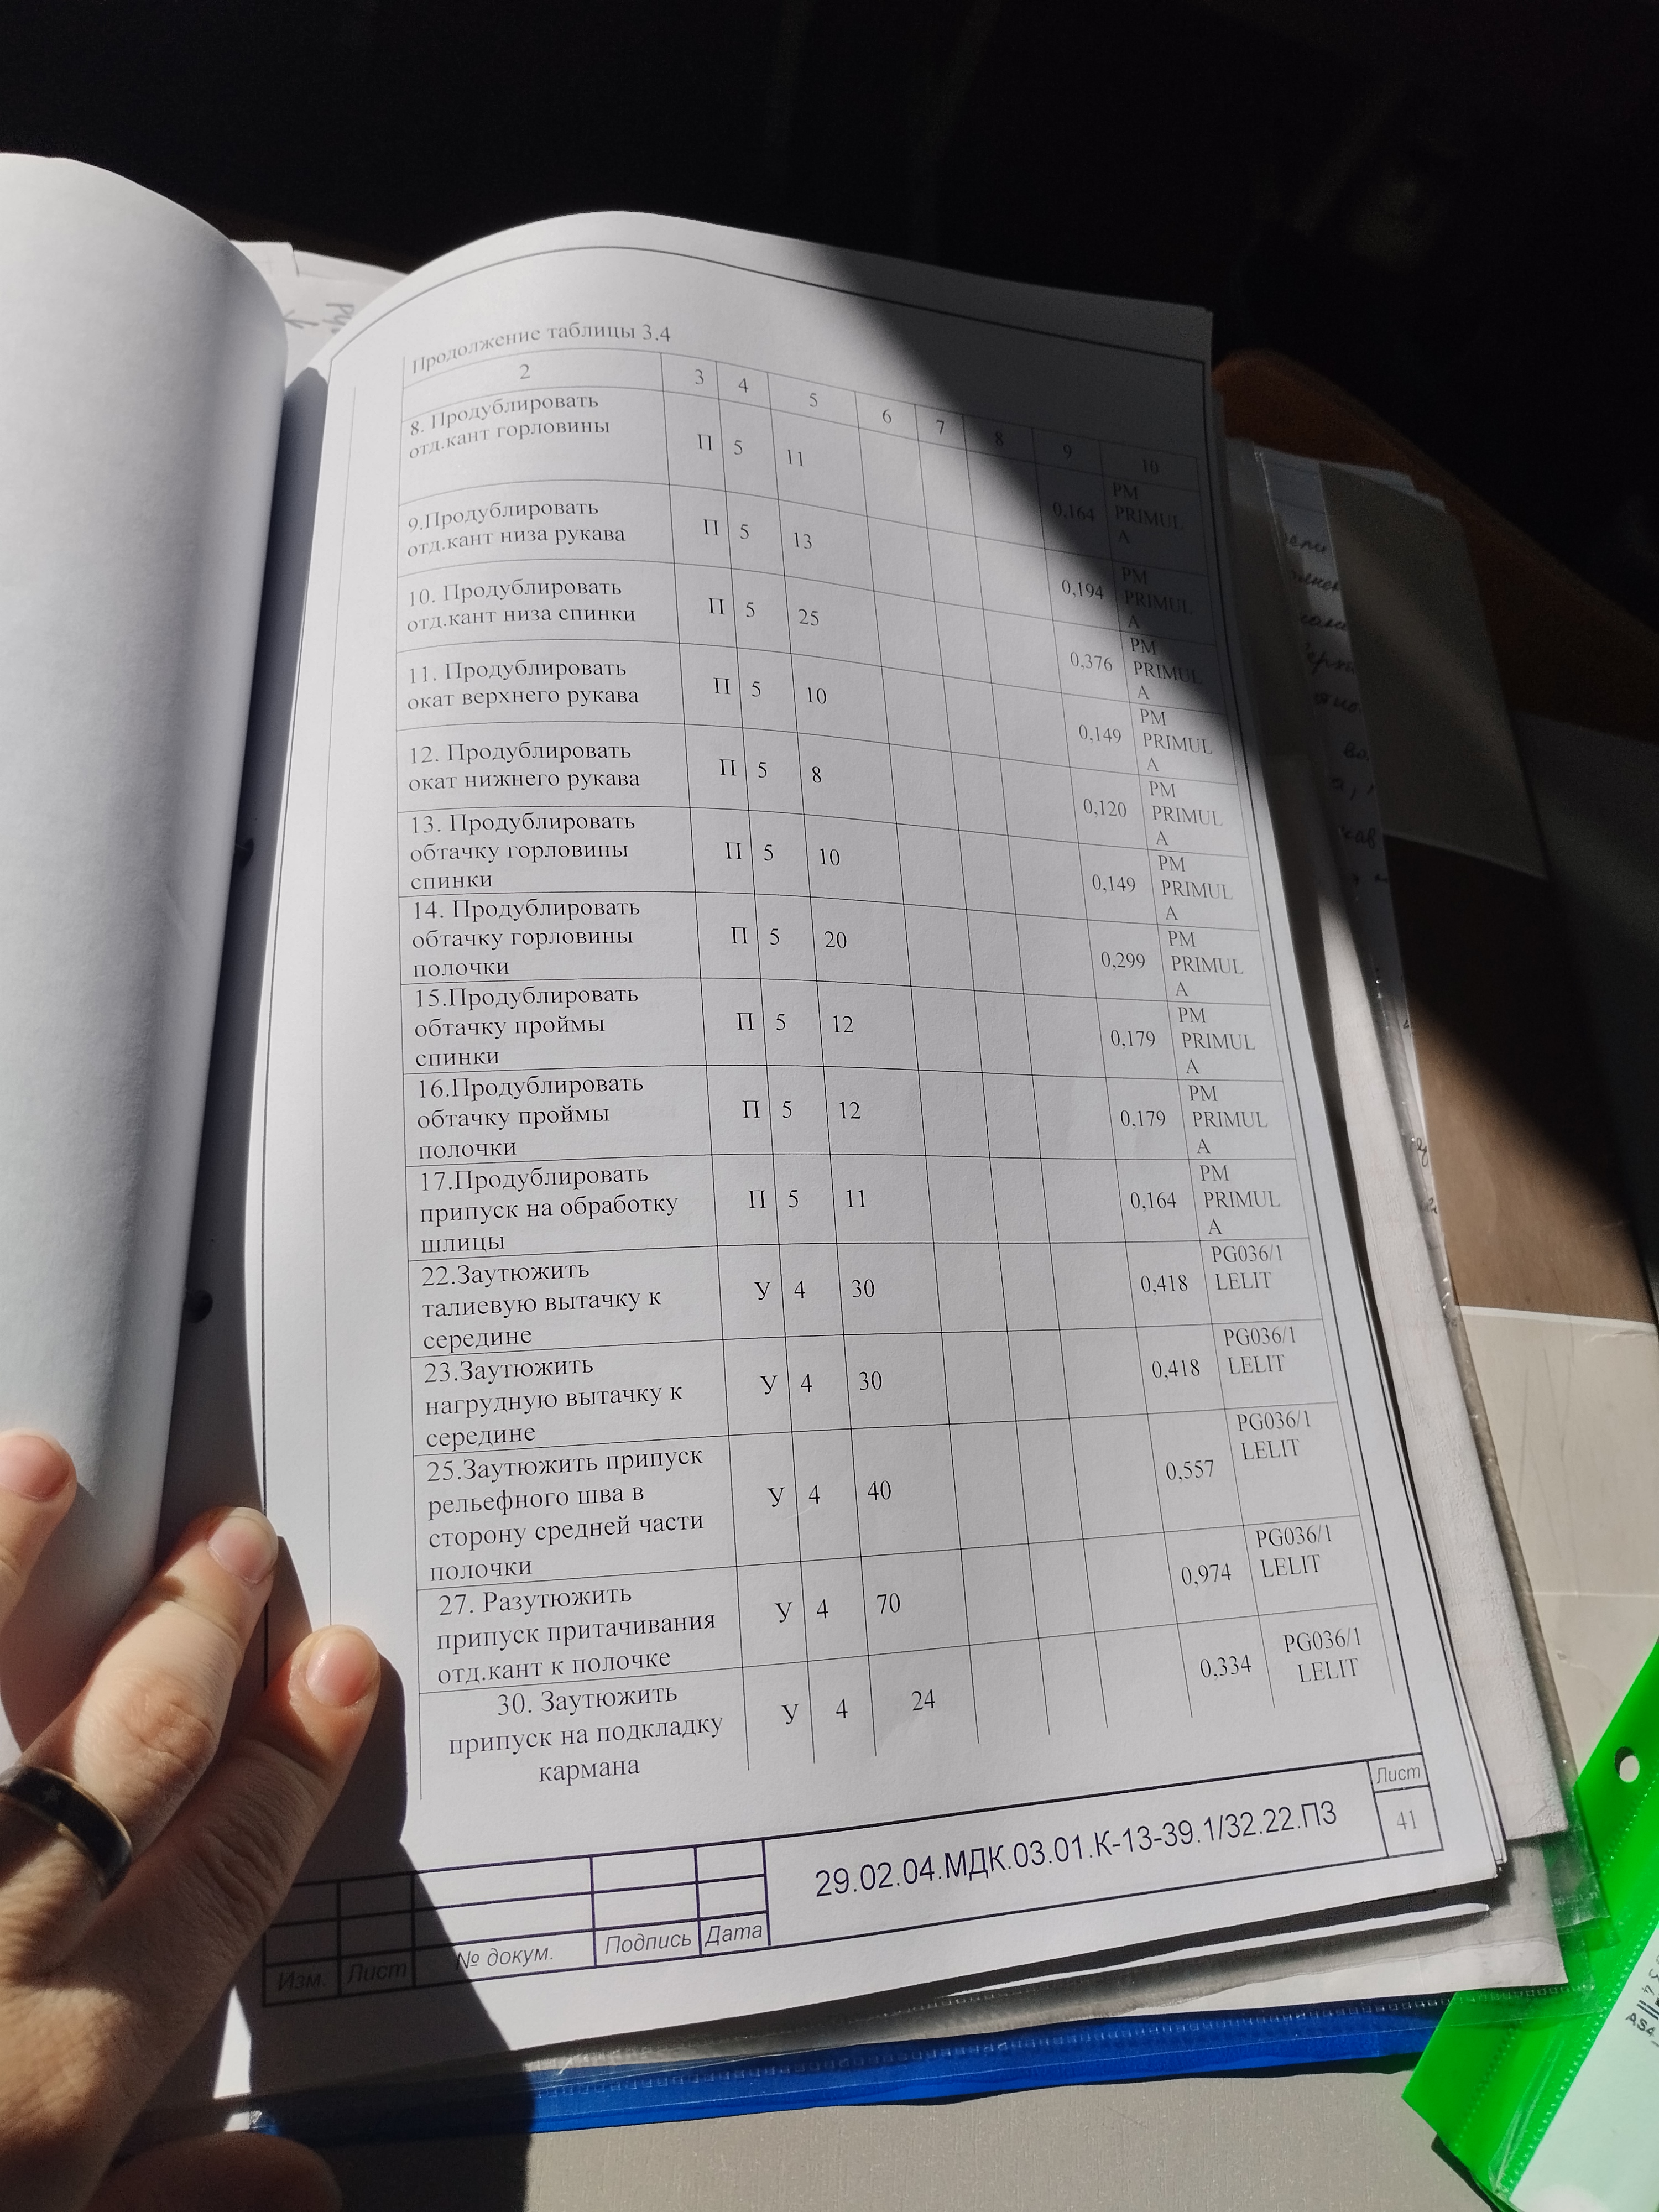 Продолжение таблицы 3.4
2 3 4 5 6 7 8 9 10
8. Продублировать
отд.кант горловины
П 5 11 0,164
PM
PRIMUL
A
9.Продублировать
отд.кант низа рукава
П 5 13 0,194
PM
PRIMUL
A
10. Продублировать
отд.кант низа спинки
П 5 25 0,376
PM
PRIMUL
A
11. Продублировать
окат верхнего рукава
П 5 10 0,149
PM
PRIMUL
A
12. Продублировать
окат нижнего рукава
П 5 8 0,120
PM
PRIMUL
A
13. Продублировать
обтачку горловины
спинки
П 5 10 0,149
PM
PRIMUL
A
14. Продублировать
обтачку горловины
полочки
П 5 20 0,299
PM
PRIMUL
A
15.Продублировать
обтачку проймы
спинки
П 5 12 0,179
PM
PRIMUL
A
16.Продублировать
обтачку проймы
полочки
П 5 12 0,179
PM
PRIMUL
A
17.Продублировать
припуск на обработку
шлицы
П 5 11 0,164
PM
PRIMUL
A
22.Заутюжить
талиевую вытачку к
середине
У 4 30 0,418
PG036/1
LELIT
23.Заутюжить
нагрудную вытачку к
середине
У 4 30 0,418
PG036/1
LELIT
25.Заутюжить припуск
рельефного шва в
сторону средней части
полочки
У 4 40 0,557
PG036/1
LELIT
27. Разутюжить
припуск притачивания
отд.кант к полочке
У 4 70 0,974
PG036/1
LELIT
30. Заутюжить
припуск на подкладку
кармана
У 4 24 0,334
PG036/1
LELIT
29.02.04.МДК.03.01.К-13-39.1/32.22.ПЗ
Лист
41
Изм. Лист № докум. Подпись Дата